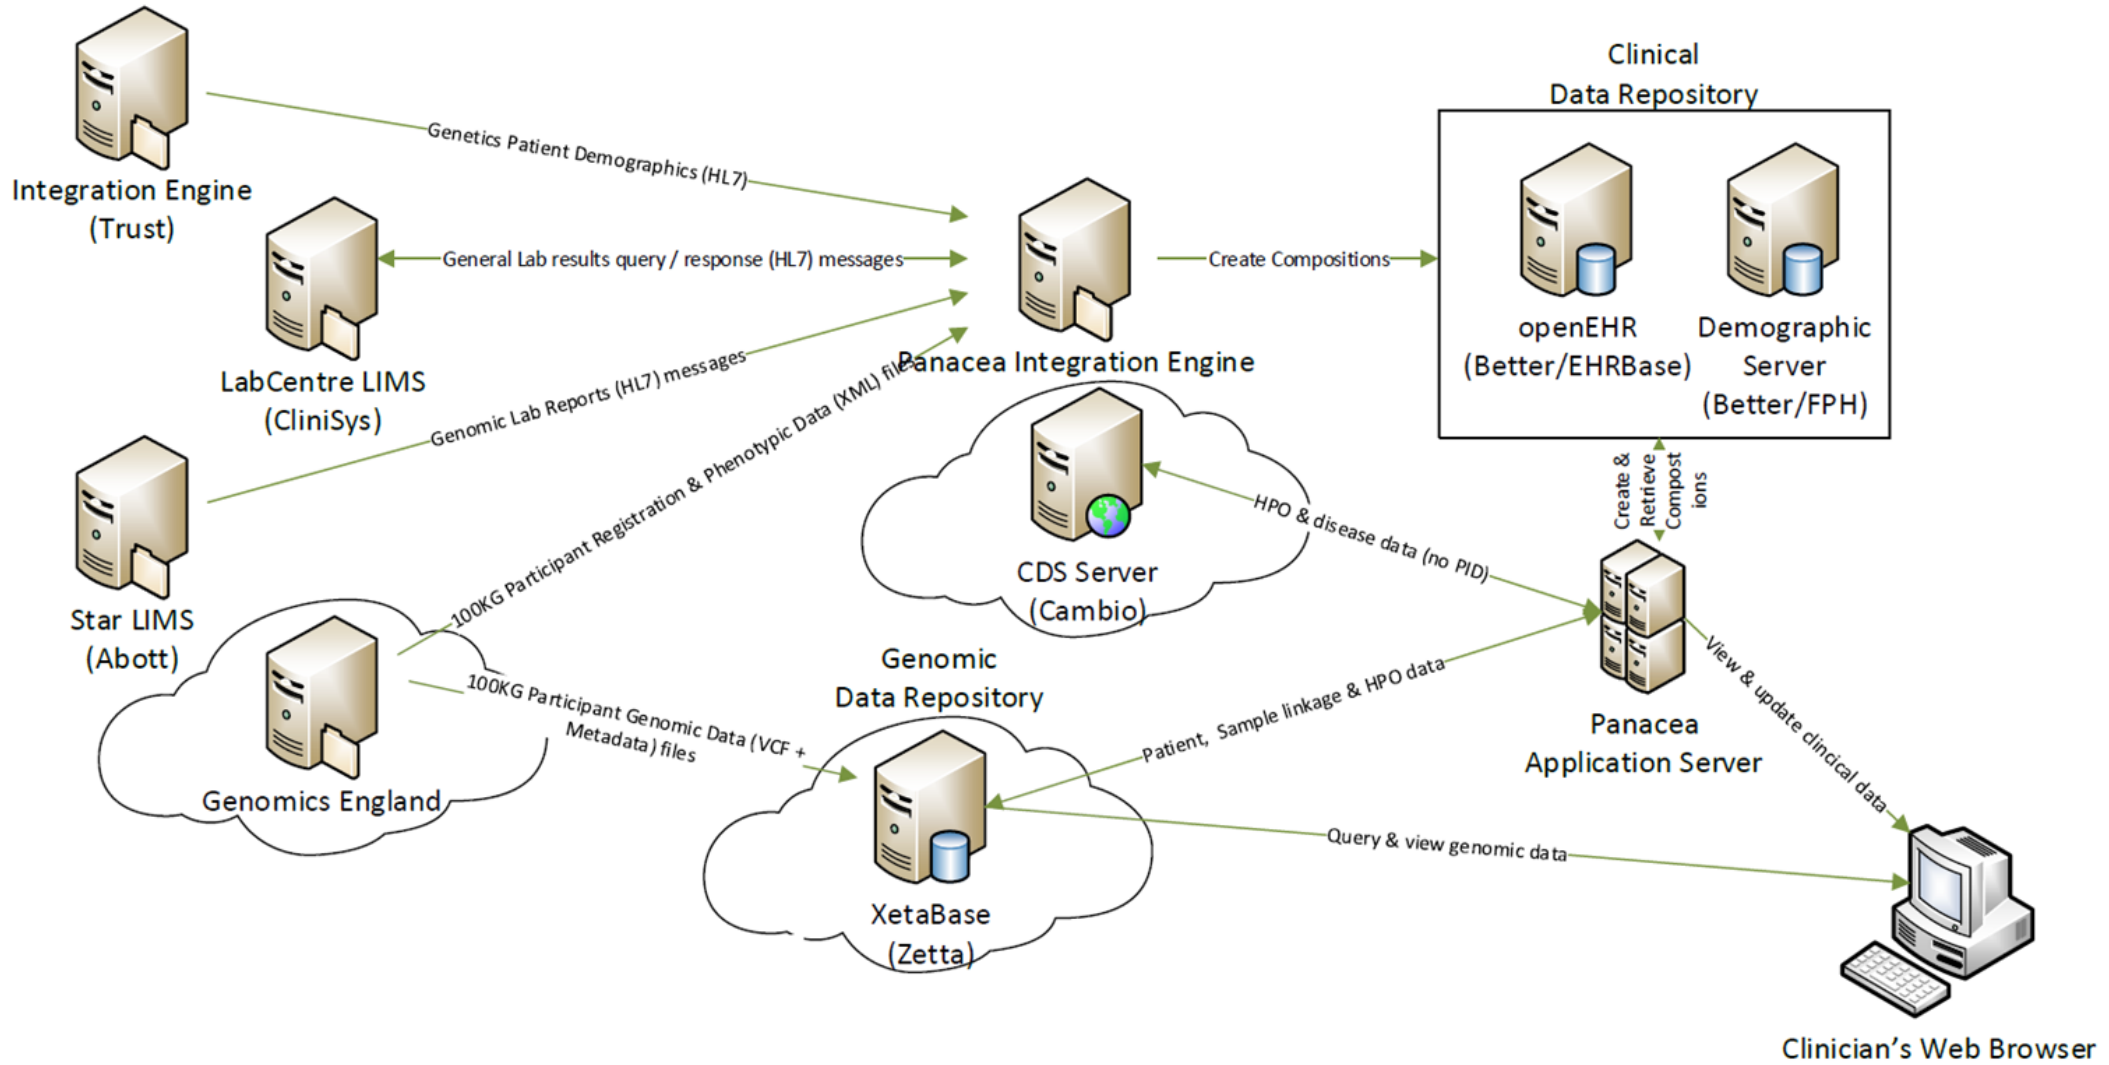 Integration Engine
(Trust)
Genetics Patient Demographics (HL7)
LabCentre LIMS
(CliniSys)
General Lab results query / response (HL7) messages
Star LIMS
(Abott)
Genomic Lab Reports (HL7) messages
Genomics England
100KG Participant Registration & Phenotypic Data (XML) files
100KG Participant Genomic Data (VCF +
Metadata) files
Panacea Integration Engine
Create Compositions
Clinical
Data Repository
openEHR
(Better/EHRBase)
Demographic
Server
(Better/FPH)
Create &
Retrieve
Compost
ions
CDS Server
(Cambio)
HPO & disease data (no PID)
Genomic
Data Repository
XetaBase
(Zetta)
Patient, Sample linkage & HPO data
Panacea
Application Server
View & update clincical data
Query & view genomic data
Clinician’s Web Browser